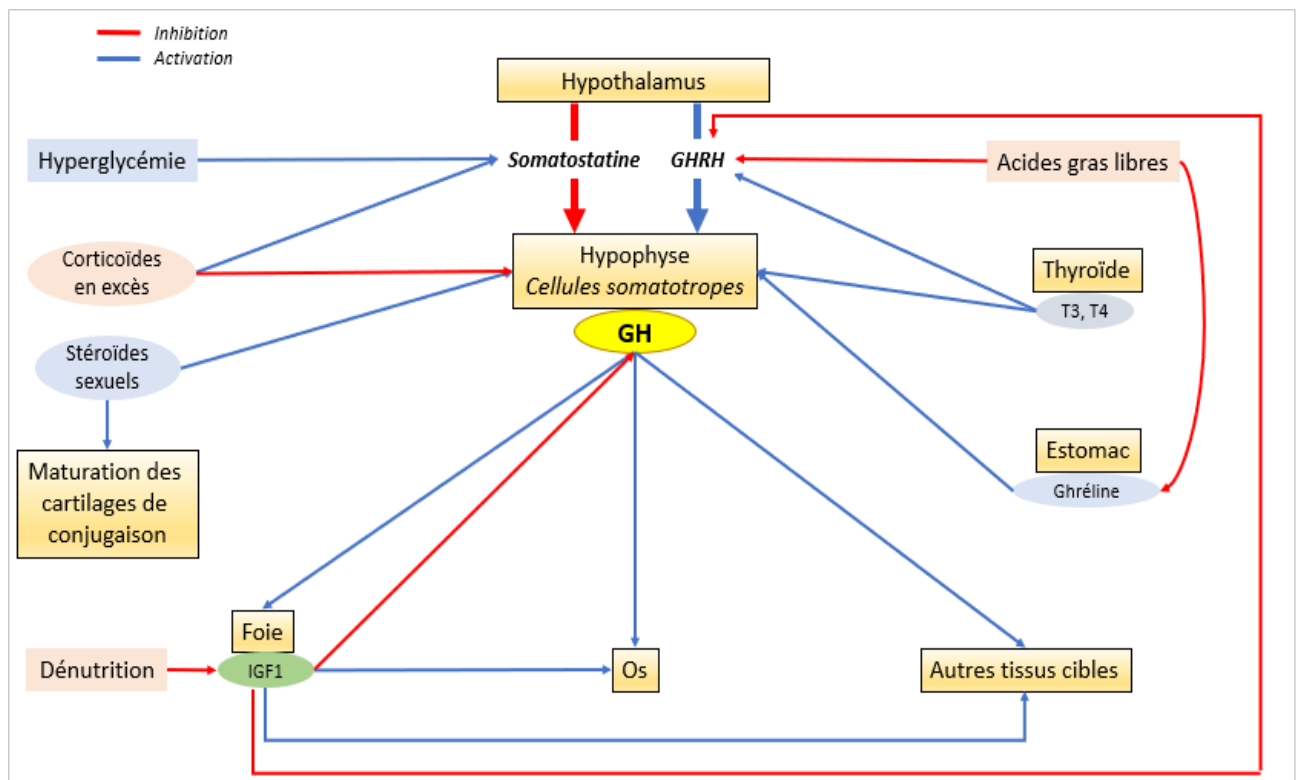 Inhibition
Activation
Hypothalamus
Hyperglycémie
Somatostatine
GHRH
Acides gras libres
Corticoïdes
en excès
Hypophyse
Cellules somatotropes
Thyroïde
T3, T4
GH
Stéroïdes
sexuels
Maturation des
cartilages de
conjugaison
Estomac
Ghréline
Foie
Dénutrition
IGF1
Os
Autres tissus cibles